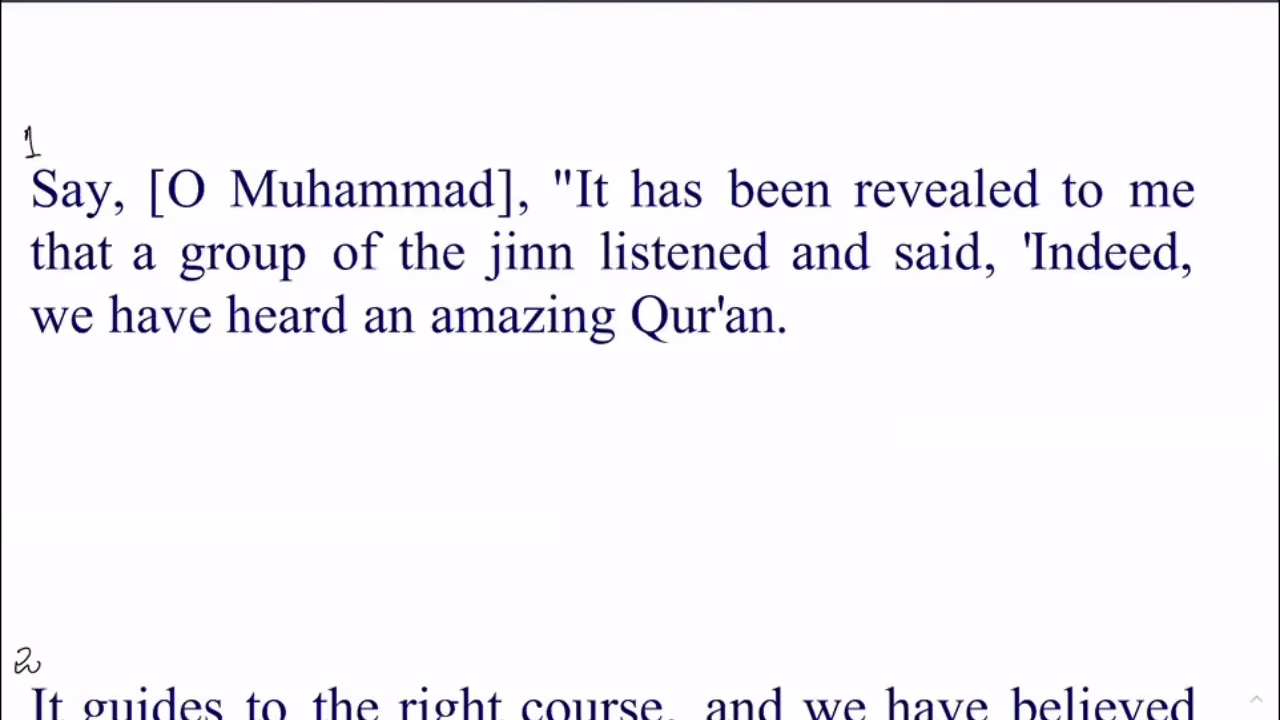 1
Say, [O Muhammad], "It has been revealed to me
that a group of the jinn listened and said, 'Indeed,
we have heard an amazing Qur'an.
2
It guides to the right course, and we have believed